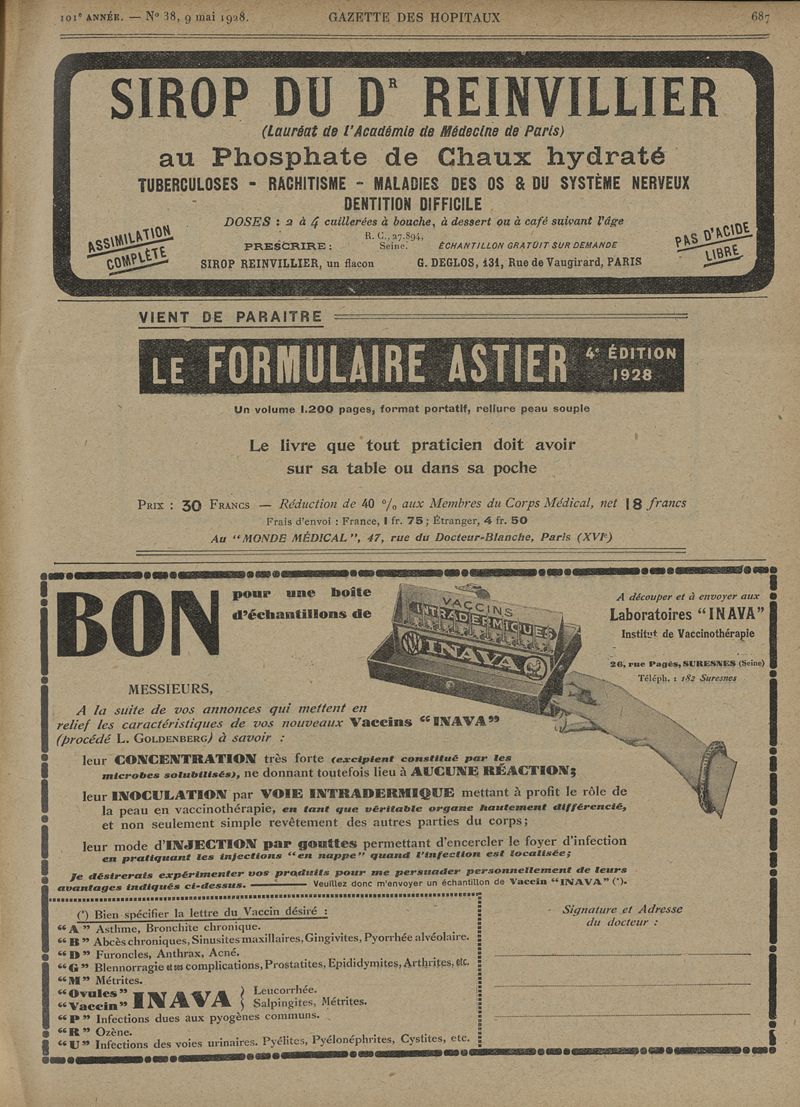 101e ANNÉE. — No 38, 9 mai 1928. GAZETTE DES HOPITAUX 687
SIROP DU DR REINVILLIER
(Lauréat de l'Académie de Médecine de Paris)
au Phosphate de Chaux hydraté
TUBERCULOSES - RACHITISME - MALADIES DES OS & DU SYSTÈME NERVEUX
DENTITION DIFFICILE
DOSES : 2 à 4 cuillerées à bouche, à dessert ou à café suivant l'âge
ASSIMILATION COMPLÈTE
PRESCRIRE : R. C., 27.894, Seine. ÉCHANTILLON GRATUIT SUR DEMANDE
PAS D'ACIDE LIBRE
SIROP REINVILLIER, un flacon G. DEGLOS, 131, Rue de Vaugirard, PARIS
VIENT DE PARAITRE
LE FORMULAIRE ASTIER 4e ÉDITION 1928
Un volume 1.200 pages, format portatif, reliure peau souple
Le livre que tout praticien doit avoir
sur sa table ou dans sa poche
PRIX : 30 FRANCS — Réduction de 40 % aux Membres du Corps Médical, net 18 francs
Frais d'envoi : France, 1 fr. 75 ; Étranger, 4 fr. 50
Au "MONDE MÉDICAL", 47, rue du Docteur-Blanche, Paris (XVIe)
BON pour une boîte
d'échantillons de
VACCINS
INTRADERMIQUES
INAVA
A découper et à envoyer aux
Laboratoires "INAVA"
Institut de Vaccinothérapie
26, rue Pagès, SURESNES (Seine)
Téléph. : 182 Suresnes
MESSIEURS,
A la suite de vos annonces qui mettent en
relief les caractéristiques de vos nouveaux Vaccins "INAVA"
(procédé L. GOLDENBERG) à savoir :
leur CONCENTRATION très forte (excipient constitué par les
microbes solubilisés), ne donnant toutefois lieu à AUCUNE RÉACTION ;
leur INOCULATION par VOIE INTRADERMIQUE mettant à profit le rôle de
la peau en vaccinothérapie, en tant que véritable organe hautement différencié,
et non seulement simple revêtement des autres parties du corps ;
leur mode d'INJECTION par gouttes permettant d'encercler le foyer d'infection
en pratiquant les injections "en nappe" quand l'infection est localisée ;
Je désirerais expérimenter vos produits pour me persuader personnellement de leurs
avantages indiqués ci-dessus. — Veuillez donc m'envoyer un échantillon de Vaccin "INAVA" (*).
(*) Bien spécifier la lettre du Vaccin désiré :
"A" Asthme, Bronchite chronique.
"B" Abcès chroniques, Sinusites maxillaires, Gingivites, Pyorrhée alvéolaire.
"D" Furoncles, Anthrax, Acné.
"G" Blennorragie et ses complications, Prostatites, Epididymites, Arthrites, etc.
"M" Métrites.
"Ovules" INAVA } Leucorrhée.
"Vaccin" INAVA } Salpingites, Métrites.
"P" Infections dues aux pyogènes communs.
"R" Ozène.
"U" Infections des voies urinaires. Pyélites, Pyélonéphrites, Cystites, etc.
Signature et Adresse
du docteur :